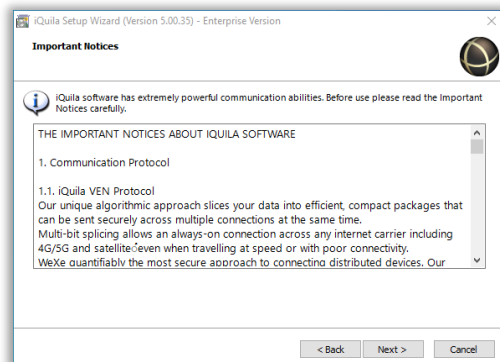 iQuila Setup Wizard (Version 5.00.35) - Enterprise Version
Important Notices
iQuila software has extremely powerful communication abilities. Before use please read the Important
Notices carefully.
THE IMPORTANT NOTICES ABOUT IQUILA SOFTWARE
1. Communication Protocol
1.1. iQuila VEN Protocol
Our unique algorithmic approach slices your data into efficient, compact packages that
can be sent securely across multiple connections at the same time.
Multi-bit splicing allows an always-on connection across any internet carrier including
4G/5G and satellite even when travelling at speed or with poor connectivity.
WeXe quantifiably the most secure approach to connecting distributed devices. Our
< Back
Next >
Cancel